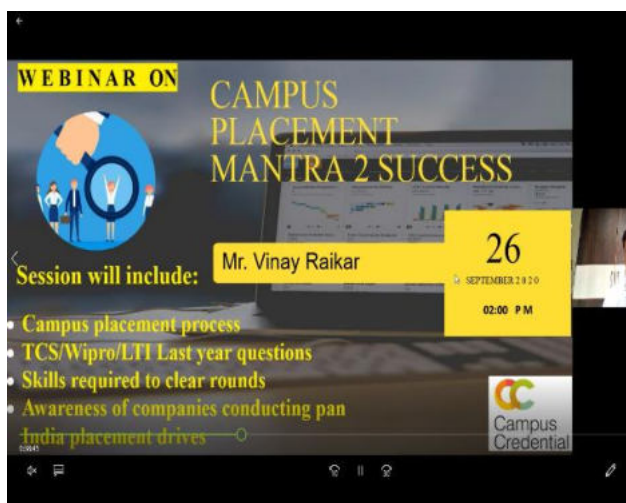 WEBINAR ON
CAMPUS
PLACEMENT
MANTRA 2 SUCCESS
Mr. Vinay Raikar
26
SEPTEMBER 2020
02:00 PM
Session will include:
Campus placement process
TCS/Wipro/LTI Last year questions
Skills required to clear rounds
Awareness of companies conducting pan
India placement drives
Campus
Credential